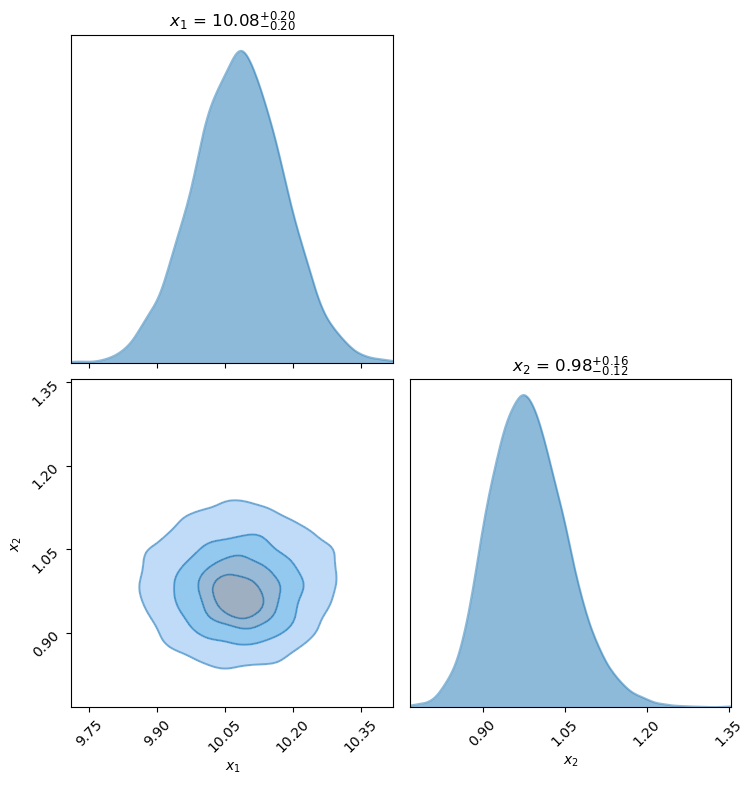 x₁ = 10.08⁺⁰·²⁰₋₀.₂₀
x₂ = 0.98⁺⁰·¹⁶₋₀.₁₂
1.35
1.20
1.05
0.90
x₂
9.75 9.90 10.05 10.20 10.35
x₁
0.90 1.05 1.20 1.35
x₂